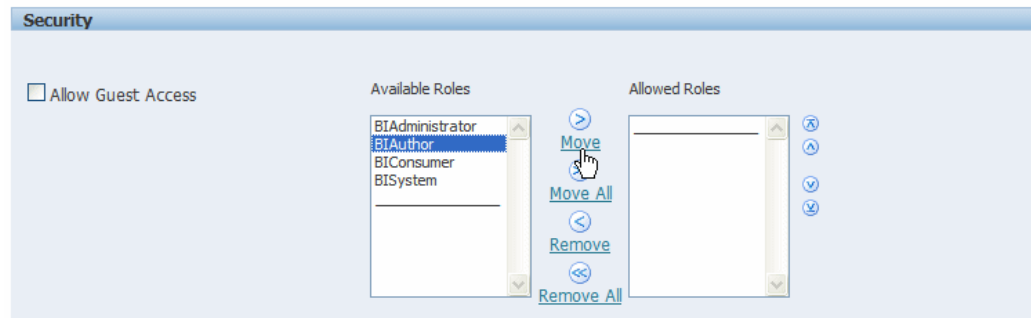 Security
Allow Guest Access
Available Roles
Allowed Roles
BIAdministrator
BIAuthor
BIConsumer
BISystem
Move
Move All
Remove
Remove All